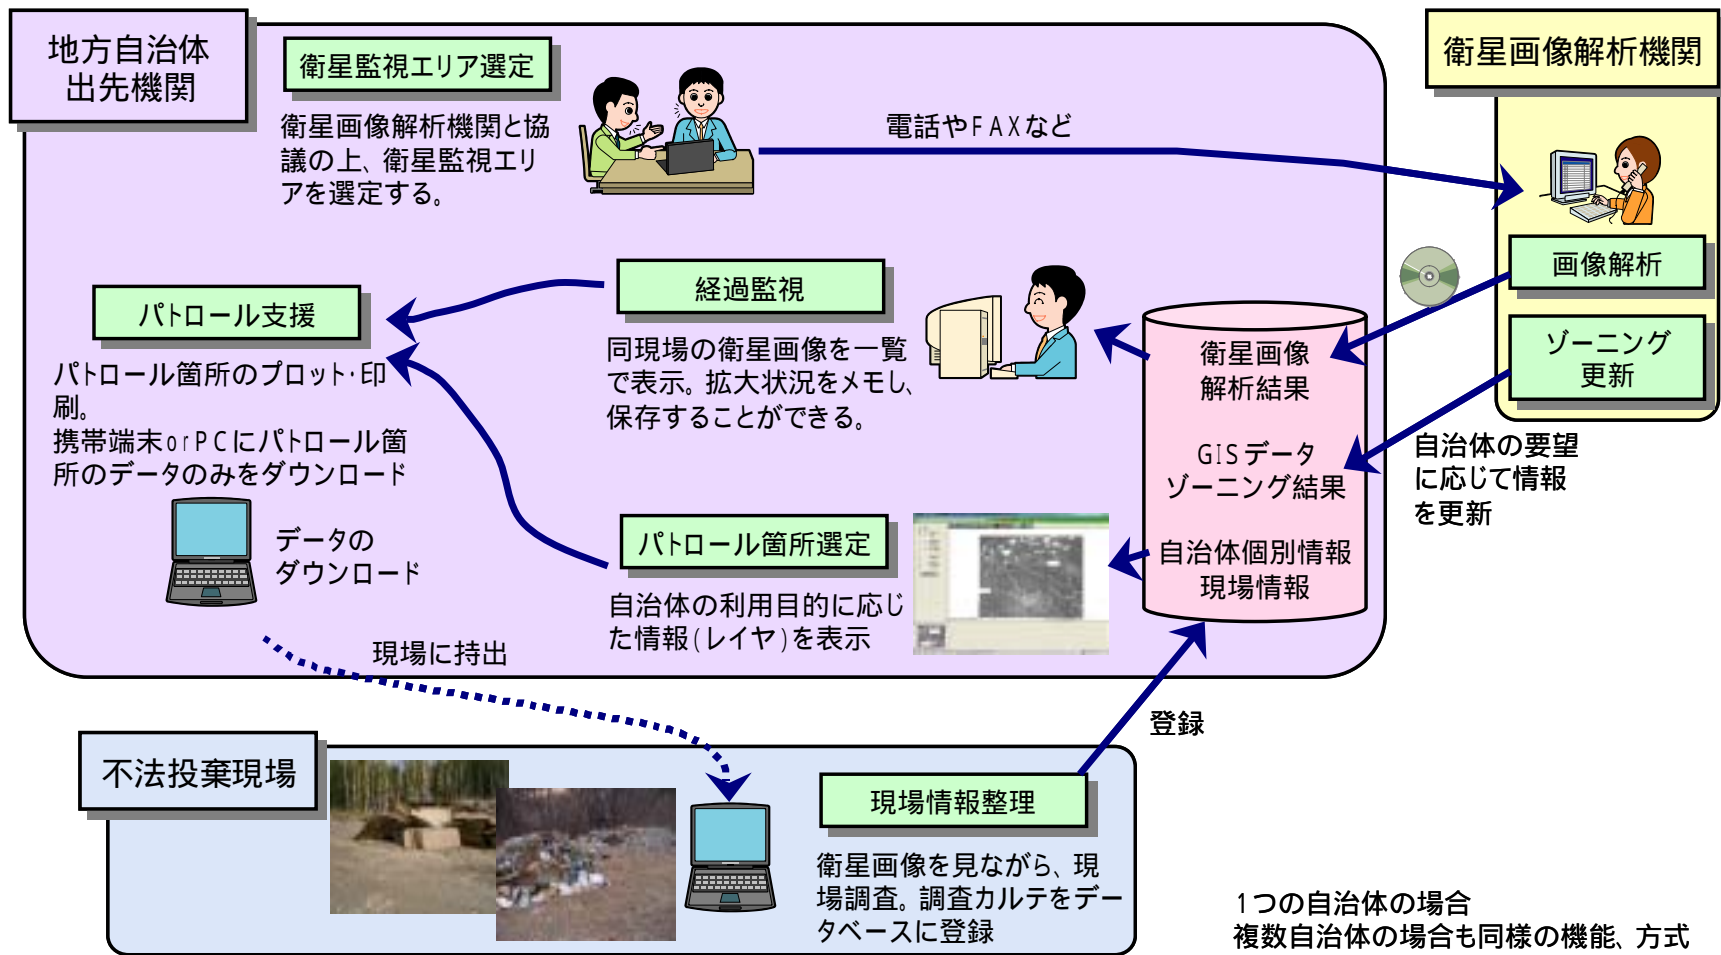 地方自治体
出先機関
衛星監視エリア選定
衛星画像解析機関と協
議の上、衛星監視エリ
アを選定する。
電話やFAXなど
衛星画像解析機関
画像解析
ゾーニング
更新
自治体の要望
に応じて情報
を更新
経過監視
同現場の衛星画像を一覧
で表示。拡大状況をメモし、
保存することができる。
衛星画像
解析結果
GISデータ
ゾーニング結果
自治体個別情報
現場情報
パトロール支援
パトロール箇所のプロット・印
刷。
携帯端末orPCにパトロール箇
所のデータのみをダウンロード
データの
ダウンロード
パトロール箇所選定
自治体の利用目的に応じ
た情報(レイヤ)を表示
現場に持出
登録
不法投棄現場
現場情報整理
衛星画像を見ながら、現
場調査。調査カルテをデー
タベースに登録
1つの自治体の場合
複数自治体の場合も同様の機能、方式